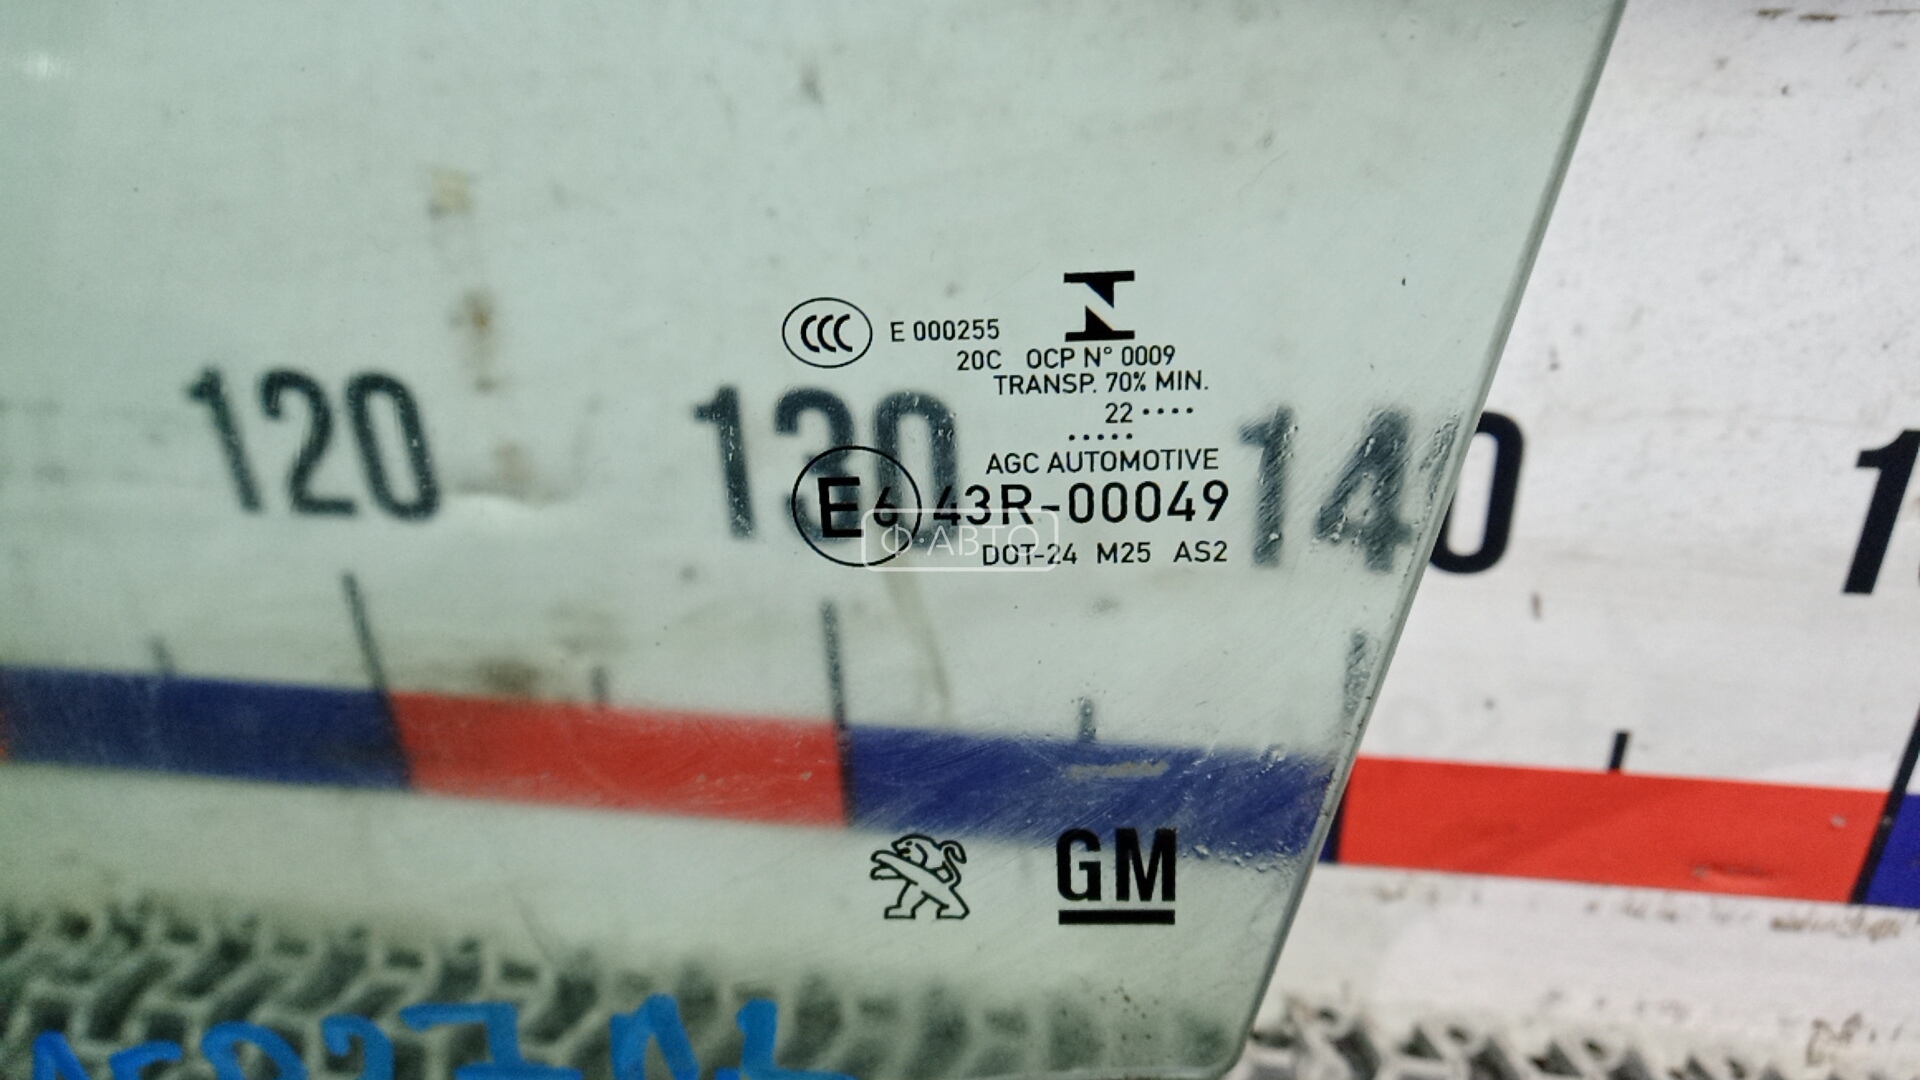 CCC E 000255
20C OCP N° 0009
TRANSP. 70% MIN.
22 ····
·····
AGC AUTOMOTIVE
E6 43R-00049
DOT-24 M25 AS2
Ф·АВТО
120 130 140
GM